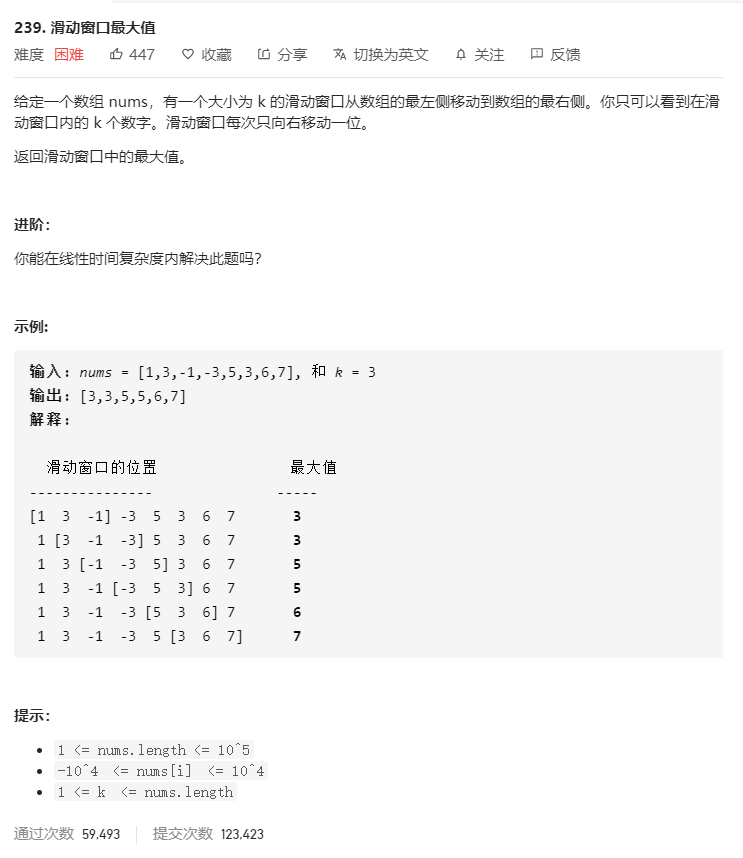 239. 滑动窗口最大值
难度 困难 447 收藏 分享 切换为英文 关注 反馈
给定一个数组 nums，有一个大小为 k 的滑动窗口从数组的最左侧移动到数组的最右侧。你只可以看到在滑
动窗口内的 k 个数字。滑动窗口每次只向右移动一位。
返回滑动窗口中的最大值。
进阶：
你能在线性时间复杂度内解决此题吗？
示例:
输入: nums = [1,3,-1,-3,5,3,6,7], 和 k = 3
输出: [3,3,5,5,6,7]
解释:
滑动窗口的位置 最大值
--------------- -----
[1 3 -1] -3 5 3 6 7 3
1 [3 -1 -3] 5 3 6 7 3
1 3 [-1 -3 5] 3 6 7 5
1 3 -1 [-3 5 3] 6 7 5
1 3 -1 -3 [5 3 6] 7 6
1 3 -1 -3 5 [3 6 7] 7
提示：
1 <= nums.length <= 10^5
-10^4 <= nums[i] <= 10^4
1 <= k <= nums.length
通过次数 59,493 提交次数 123,423